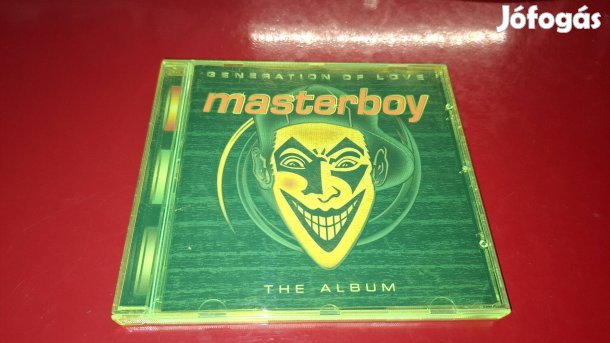 Jófogás
GENERATION OF LOVE
masterboy
THE ALBUM